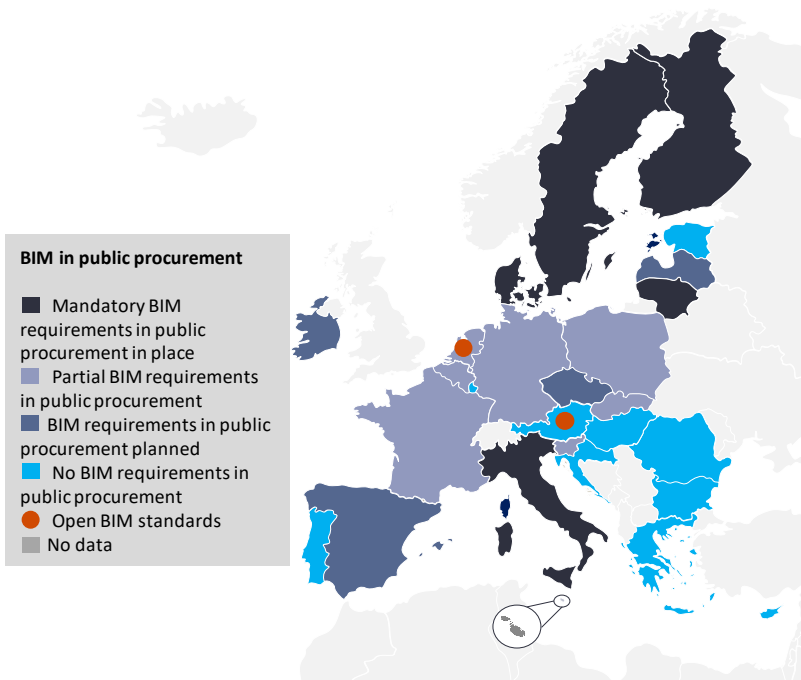 BIM in public procurement
Mandatory BIM
requirements in public
procurement in place
Partial BIM requirements
in public procurement
BIM requirements in public
procurement planned
No BIM requirements in
public procurement
Open BIM standards
No data